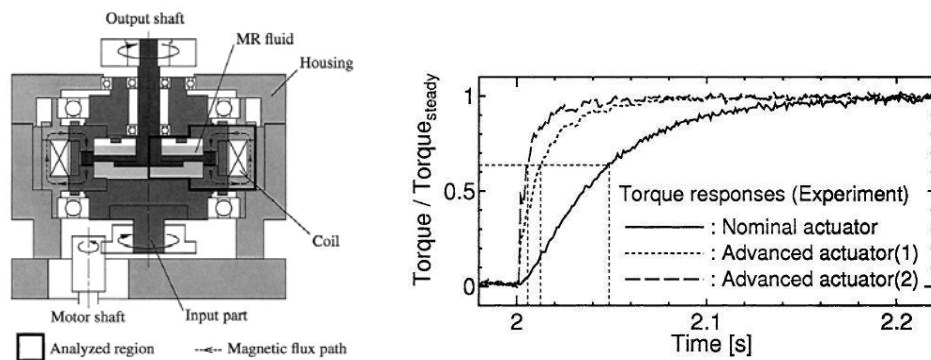 Output shaft
MR fluid
Housing
Coil
Motor shaft
Input part
Analyzed region
Magnetic flux path
Torque / Torque_steady
1
0.5
0
2
2.1
2.2
Time [s]
Torque responses (Experiment)
: Nominal actuator
: Advanced actuator(1)
: Advanced actuator(2)